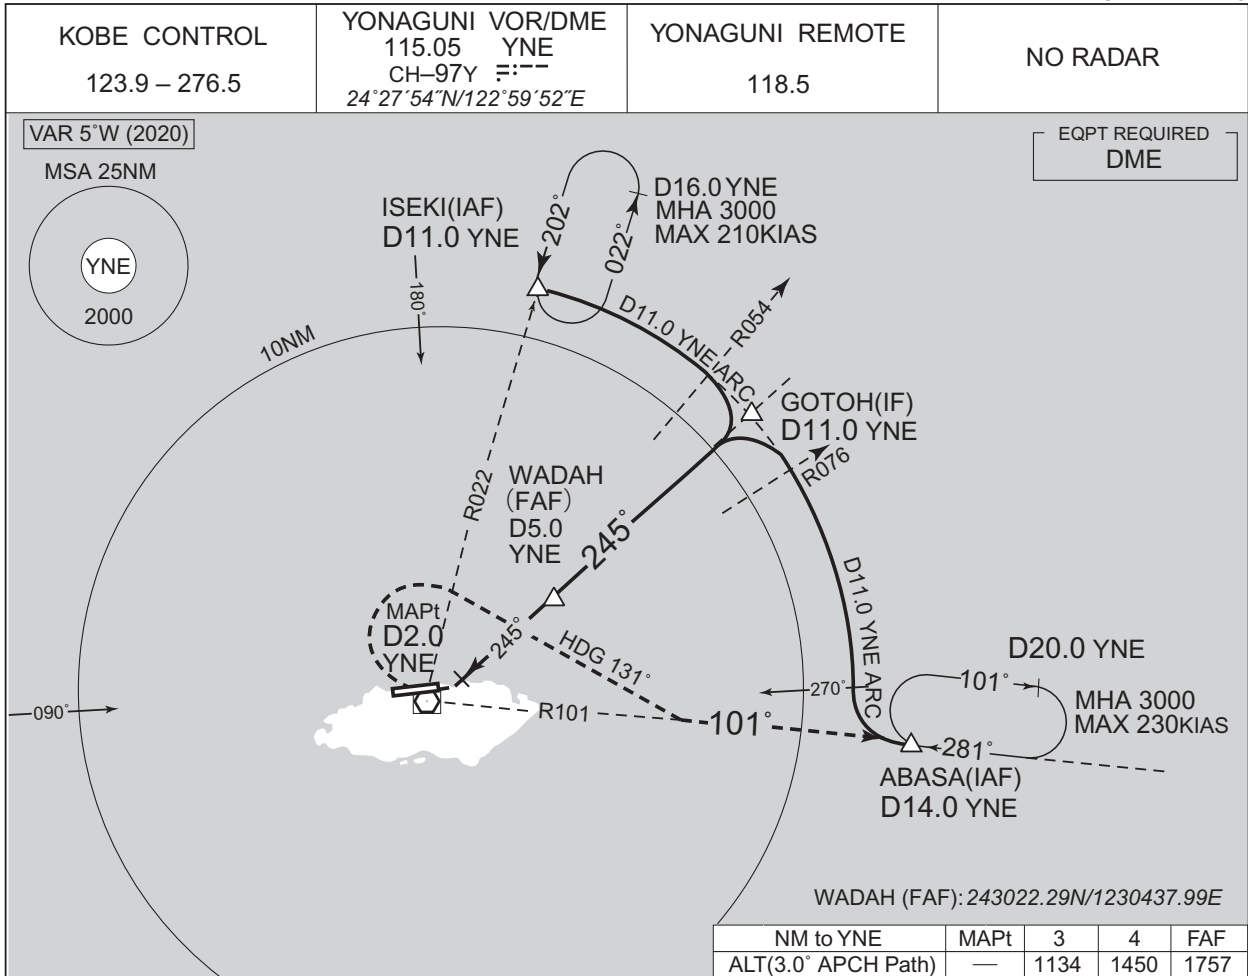 KOBE CONTROL
123.9 – 276.5
YONAGUNI VOR/DME
115.05 YNE
CH–97Y
24°27´54˝N/122°59´52˝E
YONAGUNI REMOTE
118.5
NO RADAR
VAR 5°W (2020)
MSA 25NM
YNE
2000
EQPT REQUIRED
DME
ISEKI(IAF)
D11.0 YNE
202°
022°
D16.0 YNE
MHA 3000
MAX 210KIAS
180°
10NM
D11.0 YNE ARC
R054
GOTOH(IF)
D11.0 YNE
R076
R022
WADAH
(FAF)
D5.0
YNE
245°
D11.0 YNE ARC
MAPt
D2.0
YNE
245°
HDG 131°
D20.0 YNE
101°
MHA 3000
MAX 230KIAS
270°
090°
R101
101°
281°
ABASA(IAF)
D14.0 YNE
WADAH (FAF): 243022.29N/1230437.99E
NM to YNE MAPt 3 4 FAF
ALT(3.0° APCH Path) — 1134 1450 1757